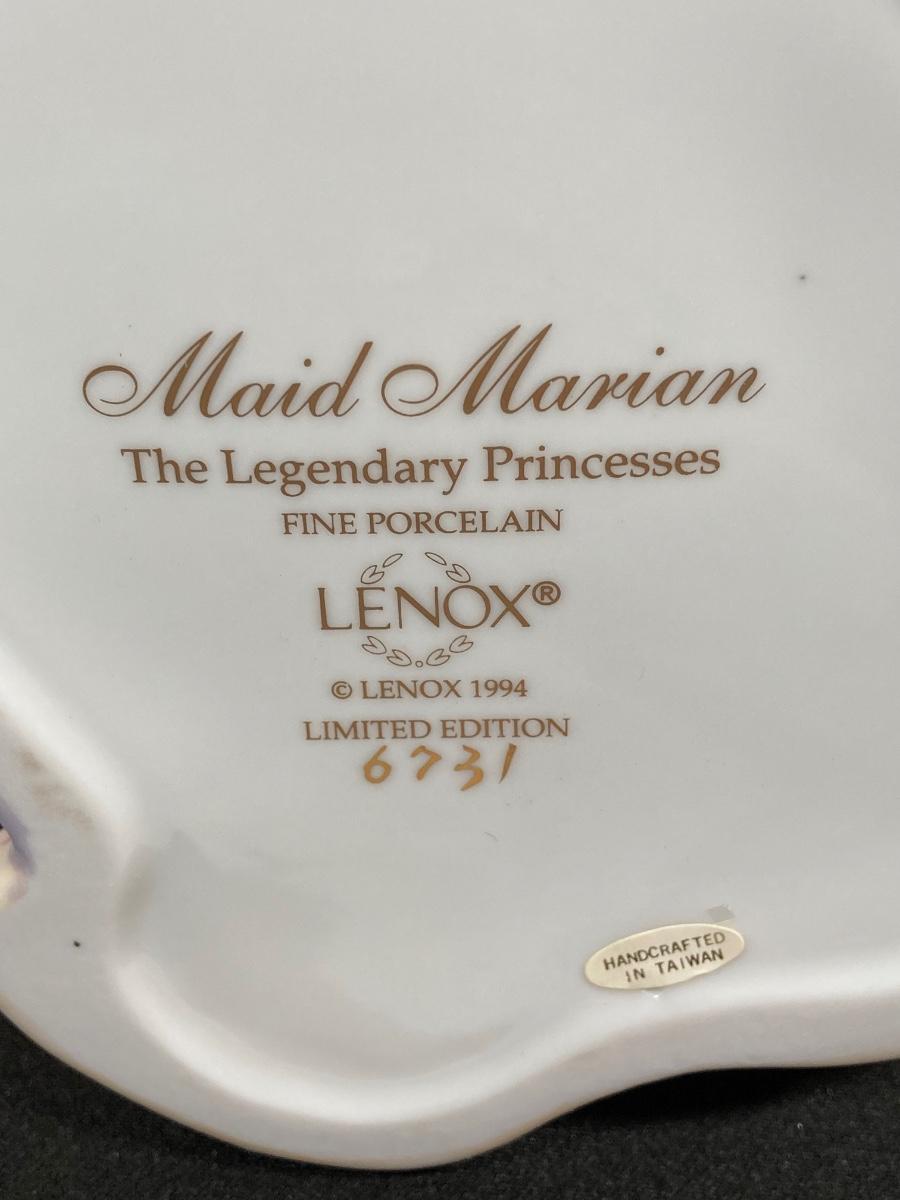 Maid Marian
The Legendary Princesses
FINE PORCELAIN
LENOX®
© LENOX 1994
LIMITED EDITION
6731
HANDCRAFTED
IN TAIWAN